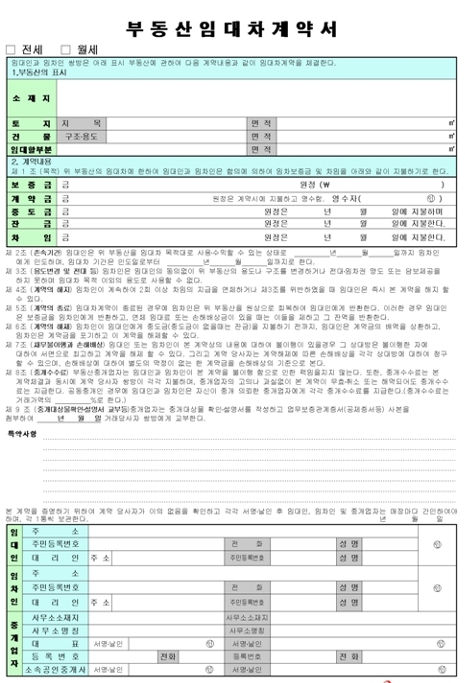 부동산임대차계약서
□ 전세 □ 월세
임대인과 임차인 쌍방은 아래 표시 부동산에 관하여 다음 계약내용과 같이 임대차계약을 체결한다.
1.부동산의 표시
소 재 지
토 지 지 목 면 적 ㎡
건 물 구조·용도 면 적 ㎡
임대할부분 면 적 ㎡
2. 계약내용
제 1 조 (목적) 위 부동산의 임대차에 한하여 임대인과 임차인은 합의에 의하여 임차보증금 및 차임을 아래와 같이 지불하기로 한다.
보 증 금 금 원정 (₩ )
계 약 금 금 원정은 계약시에 지불하고 영수함. 영수자( ㊞ )
중 도 금 금 원정은 년 월 일에 지불하며
잔 금 금 원정은 년 월 일에 지불한다.
차 임 금 원정은 년 월 일에 지불한다.
제 2조 (존속기간) 임대인은 위 부동산을 임대차 목적대로 사용·수익할 수 있는 상태로 년 월 일까지 임차인
에게 인도하며, 임대차 기간은 인도일로부터 년 월 일까지로 한다.
제 3조 (용도변경 및 전대 등) 임차인은 임대인의 동의없이 위 부동산의 용도나 구조를 변경하거나 전대·임차권 양도 또는 담보제공을
하지 못하며 임대차 목적 이외의 용도로 사용할 수 없다.
제 4조 (계약의 해지) 임차인이 계속하여 2회 이상 차임의 지급을 연체하거나 제3조를 위반하였을 때 임대인은 즉시 본 계약을 해지 할
수 있다.
제 5조 (계약의 종료) 임대차계약이 종료된 경우에 임차인은 위 부동산을 원상으로 회복하여 임대인에게 반환한다. 이러한 경우 임대인
은 보증금을 임차인에게 반환하고, 연체 임대료 또는 손해배상금이 있을 때는 이들을 제하고 그 잔액을 반환한다.
제 6조 (계약의 해제) 임차인이 임대인에게 중도금(중도금이 없을때는 잔금)을 지불하기 전까지, 임대인은 계약금의 배액을 상환하고,
임차인은 계약금을 포기하고 이 계약을 해제할 수 있다.
제 7조 (채무불이행과 손해배상) 임대인 또는 임차인이 본 계약상의 내용에 대하여 불이행이 있을경우 그 상대방은 불이행한 자에
대하여 서면으로 최고하고 계약을 해제 할 수 있다. 그리고 계약 당사자는 계약해제에 따른 손해배상을 각각 상대방에 대하여 청구
할 수 있으며, 손해배상에 대하여 별도의 약정이 없는 한 계약금을 손해배상의 기준으로 본다.
제 8조 (중개수수료) 부동산중개업자는 임대인과 임차인이 본 계약을 불이행 함으로 인한 책임을지지 않는다. 또한, 중개수수료는 본
계약체결과 동시에 계약 당사자 쌍방이 각각 지불하며, 중개업자의 고의나 과실없이 본 계약이 무효·취소 또는 해약되어도 중개수수
료는 지급한다. 공동중개인 경우에 임대인과 임차인은 자신이 중개 의뢰한 중개업자에게 각각 중개수수료를 지급한다.(중개수수료는
거래가액의 %로 한다.)
제 9 조 (중개대상물확인·설명서 교부등)중개업자는 중개대상물 확인·설명서를 작성하고 업무보증관계증서(공제증서등) 사본을
첨부하여 년 월 일 거래당사자 쌍방에게 교부한다.
특약사항
본 계약을 증명하기 위하여 계약 당사자가 이의 없음을 확인하고 각각 서명·날인 후 임대인, 임차인 및 중개업자는 매장마다 간인하여야
하며, 각 1통씩 보관한다. 년 월 일
임대인
주 소
주민등록번호 전 화 성 명 ㊞
대 리 인 주 소 주민등록번호 성 명
임차인
주 소
주민등록번호 전 화 성 명 ㊞
대 리 인 주 소 주민등록번호 성 명
중개업자
사무소소재지 사무소소재지
사무소명칭 사무소명칭
대 표 서명·날인 ㊞ 서명·날인 ㊞
등 록 번 호 전화 등록번호 전 화
소속공인중개사 서명·날인 ㊞ 서명·날인 ㊞